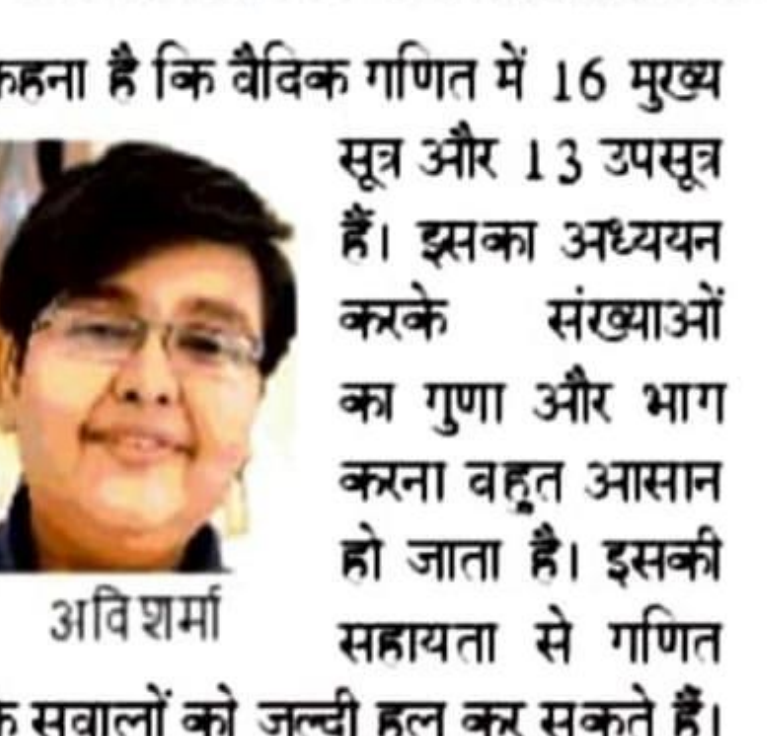 कहना है कि वैदिक गणित में 16 मुख्य
सूत्र और 13 उपसूत्र
हैं। इसका अध्ययन
करके संख्याओं
का गुणा और भाग
करना बहुत आसान
हो जाता है। इसकी
सहायता से गणित
अवि शर्मा
के सवालों को जल्दी हल कर सकते हैं।